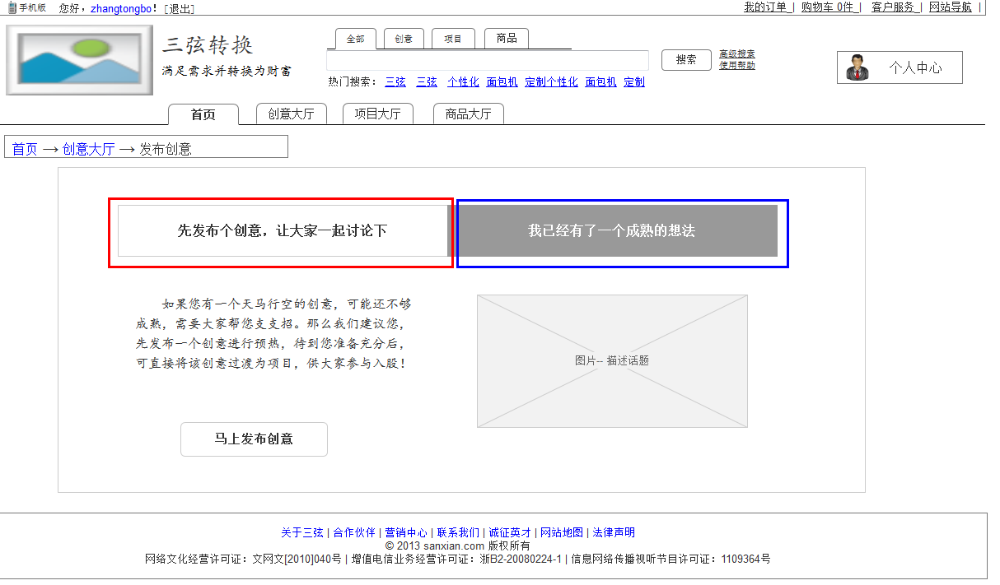 手机版 您好，zhangtongbo！[退出] 我的订单 | 购物车 0件 | 客户服务 | 网站导航 |
三弦转换
满足需求并转换为财富
全部 创意 项目 商品
搜索 高级搜索
使用帮助
个人中心
热门搜索： 三弦 三弦 个性化 面包机 定制个性化 面包机 定制
首页 创意大厅 项目大厅 商品大厅
首页 → 创意大厅 → 发布创意
先发布个创意，让大家一起讨论下 我已经有了一个成熟的想法
如果您有一个天马行空的创意，可能还不够
成熟，需要大家帮您支支招。那么我们建议您，
先发布一个创意进行预热，待到您准备充分后，
可直接将该创意过渡为项目，供大家参与入股！
图片-- 描述话题
马上发布创意
关于三弦 | 合作伙伴 | 营销中心 | 联系我们 | 诚征英才 | 网站地图 | 法律声明
© 2013 sanxian.com 版权所有
网络文化经营许可证：文网文[2010]040号 | 增值电信业务经营许可证：浙B2-20080224-1 | 信息网络传播视听节目许可证：1109364号